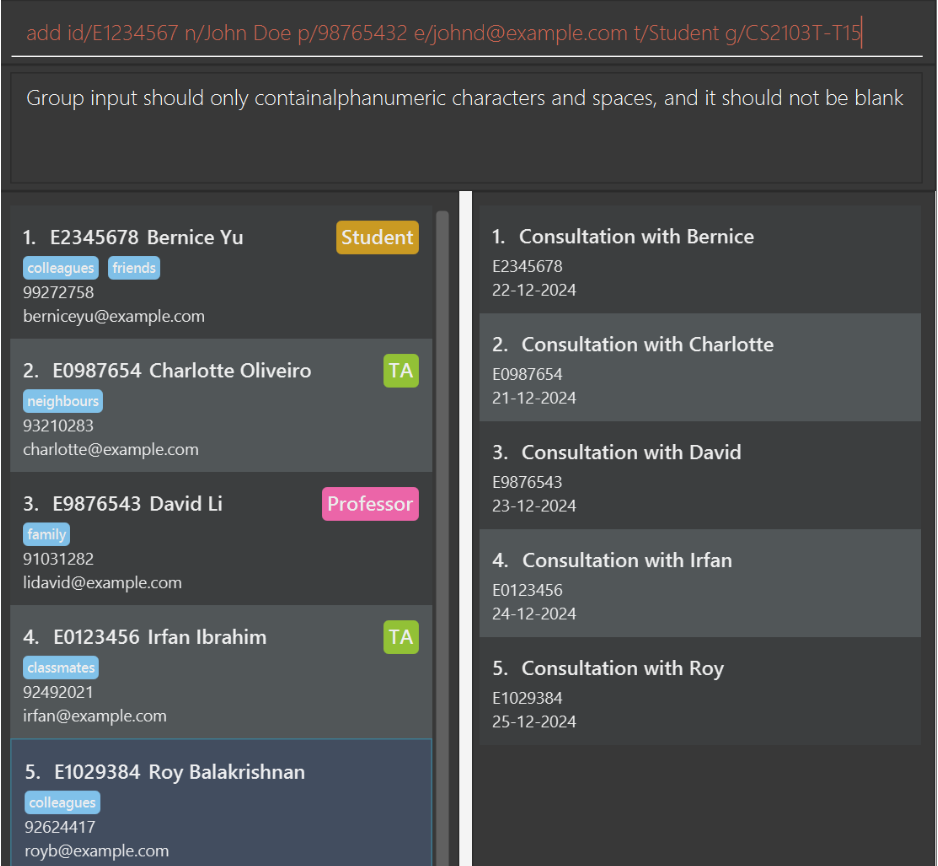 add id/E1234567 n/John Doe p/98765432 e/johnd@example.com t/Student g/CS2103T-T15
Group input should only containalphanumeric characters and spaces, and it should not be blank
1. E2345678 Bernice Yu Student
colleagues friends
99272758
berniceyu@example.com
2. E0987654 Charlotte Oliveiro TA
neighbours
93210283
charlotte@example.com
3. E9876543 David Li Professor
family
91031282
lidavid@example.com
4. E0123456 Irfan Ibrahim TA
classmates
92492021
irfan@example.com
5. E1029384 Roy Balakrishnan
colleagues
92624417
royb@example.com
1. Consultation with Bernice
E2345678
22-12-2024
2. Consultation with Charlotte
E0987654
21-12-2024
3. Consultation with David
E9876543
23-12-2024
4. Consultation with Irfan
E0123456
24-12-2024
5. Consultation with Roy
E1029384
25-12-2024